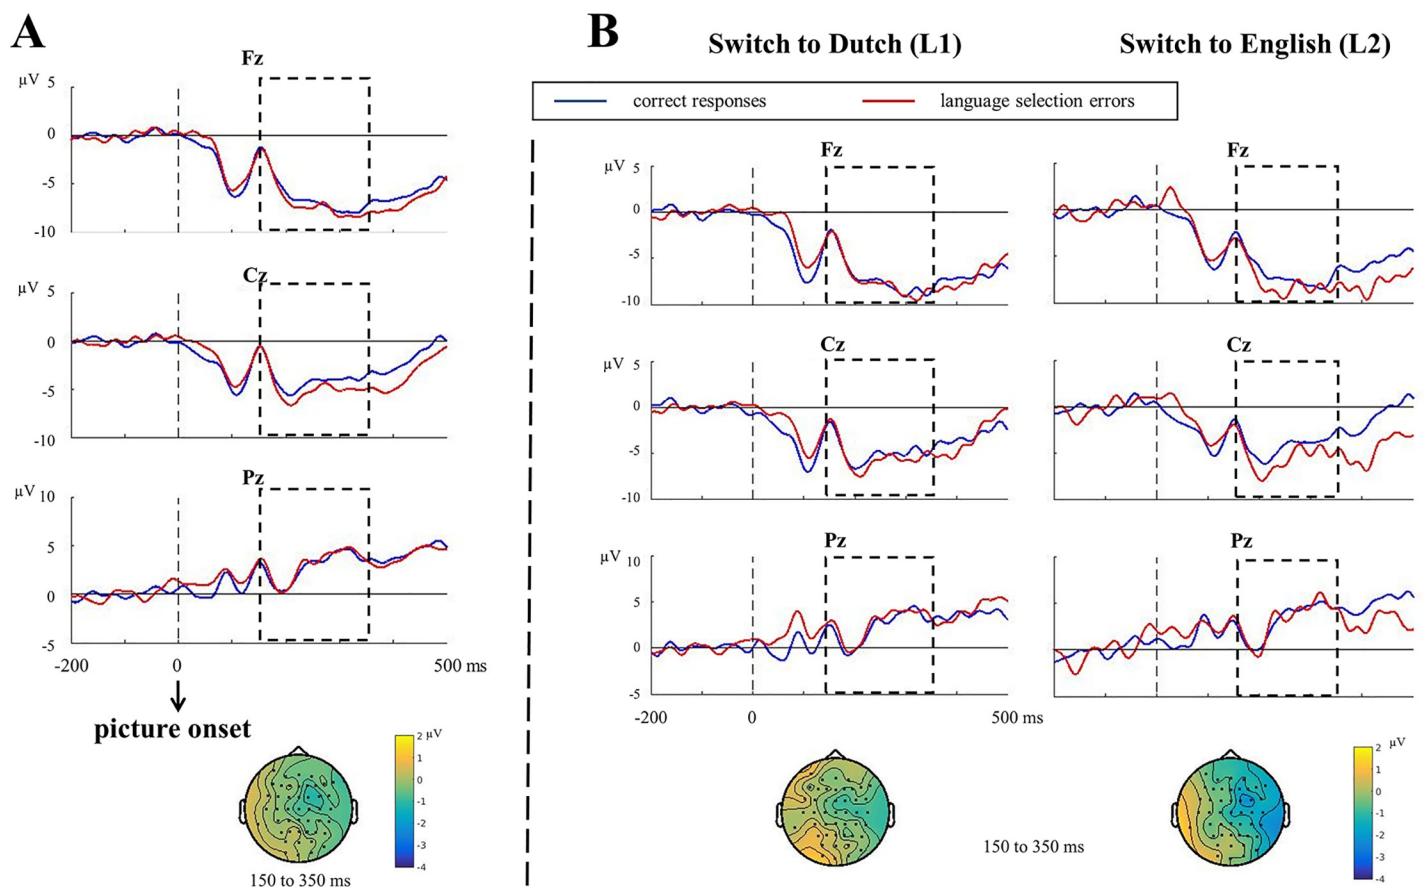 A
Fz
µV
5
0
-5
-10
Cz
µV
5
0
-5
-10
Pz
µV
10
5
0
-5
-200
0
500 ms
picture onset
2
µV
1
0
-1
-2
-3
-4
150 to 350 ms
B
Switch to Dutch (L1)
Switch to English (L2)
correct responses
language selection errors
Fz
µV
5
0
-5
-10
Fz
Cz
µV
5
0
-5
-10
Cz
Pz
µV
10
5
0
-5
-200
0
500 ms
Pz
150 to 350 ms
2
µV
1
0
-1
-2
-3
-4